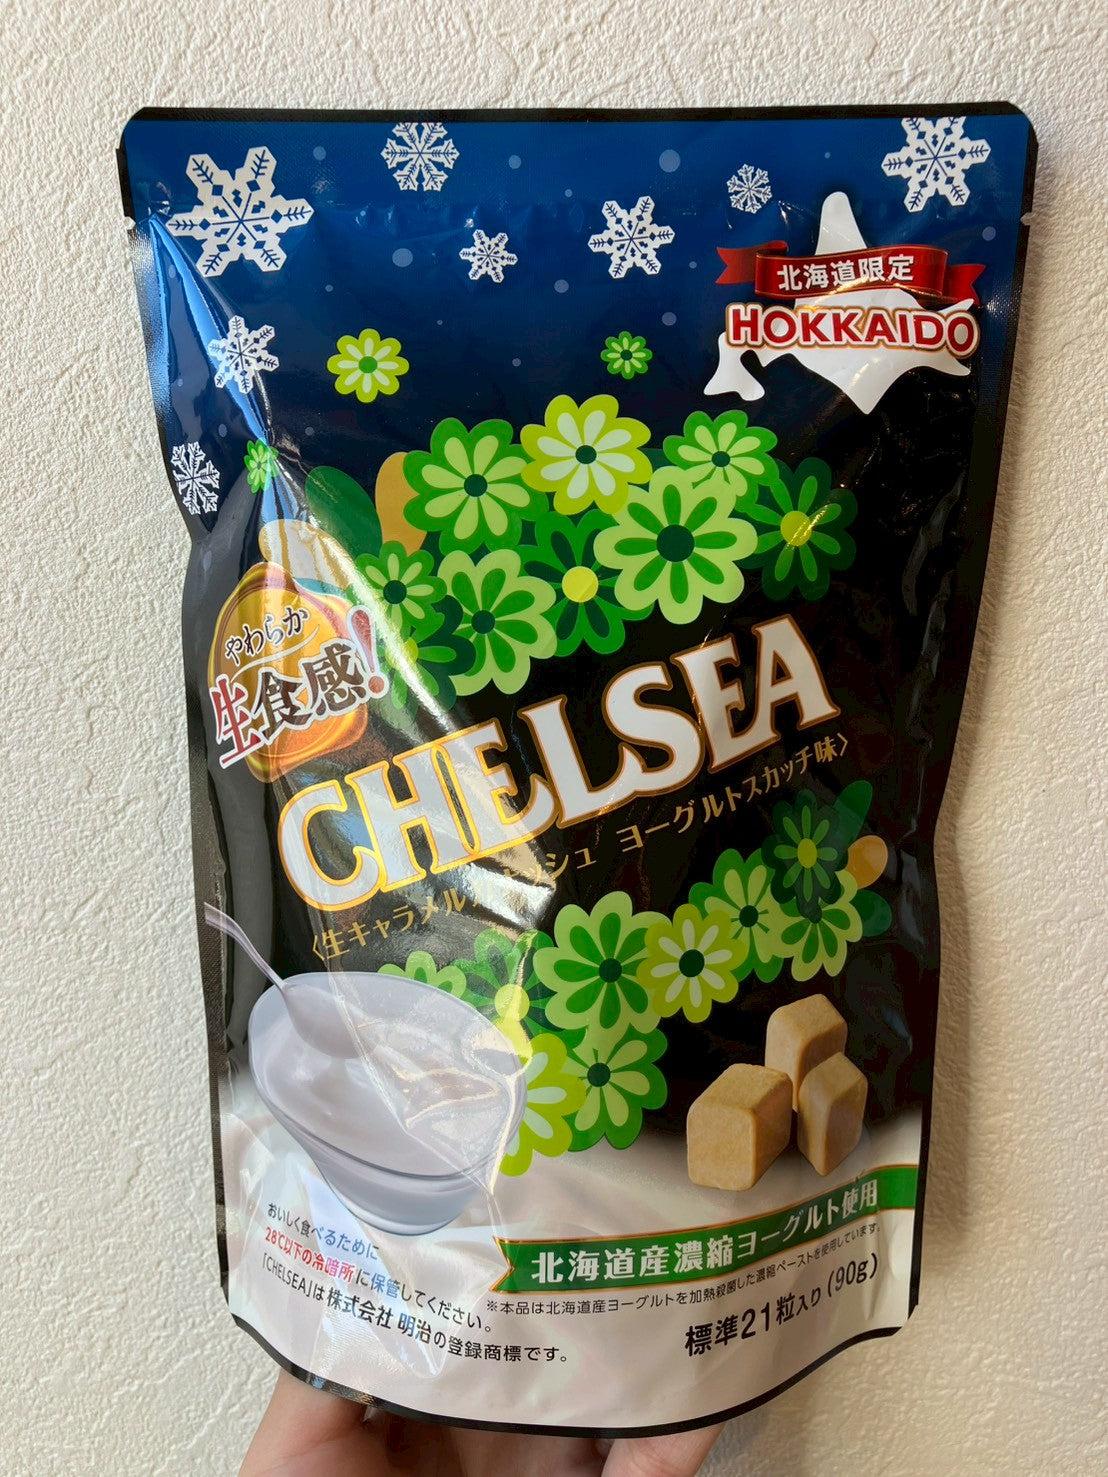 北海道限定
HOKKAIDO
やわらか
生食感!
CHELSEA
〈生キャラメル ヨーグルトスカッチ味〉
北海道産濃縮ヨーグルト使用
※本品は北海道産ヨーグルトを加熱殺菌した濃縮ペーストを使用しています。
標準21粒入り(90g)
おいしく食べるために
28℃以下の冷暗所に保管してください。
「CHELSEA」は株式会社 明治の登録商標です。